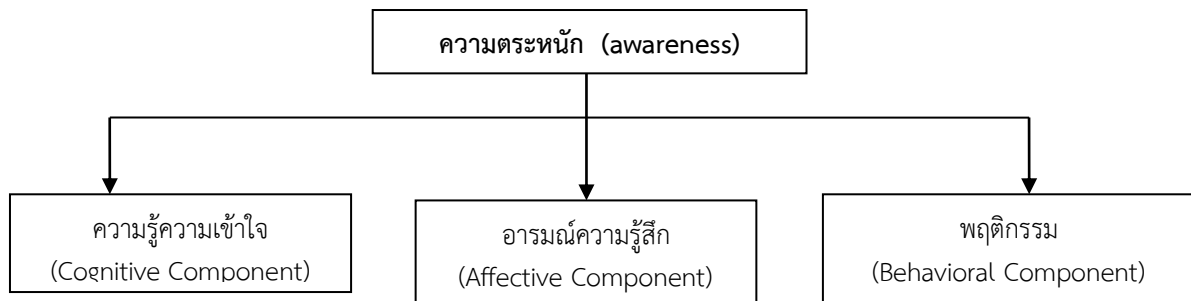 ความตระหนัก (awareness)
ความรู้ความเข้าใจ
(Cognitive Component)
อารมณ์ความรู้สึก
(Affective Component)
พฤติกรรม
(Behavioral Component)